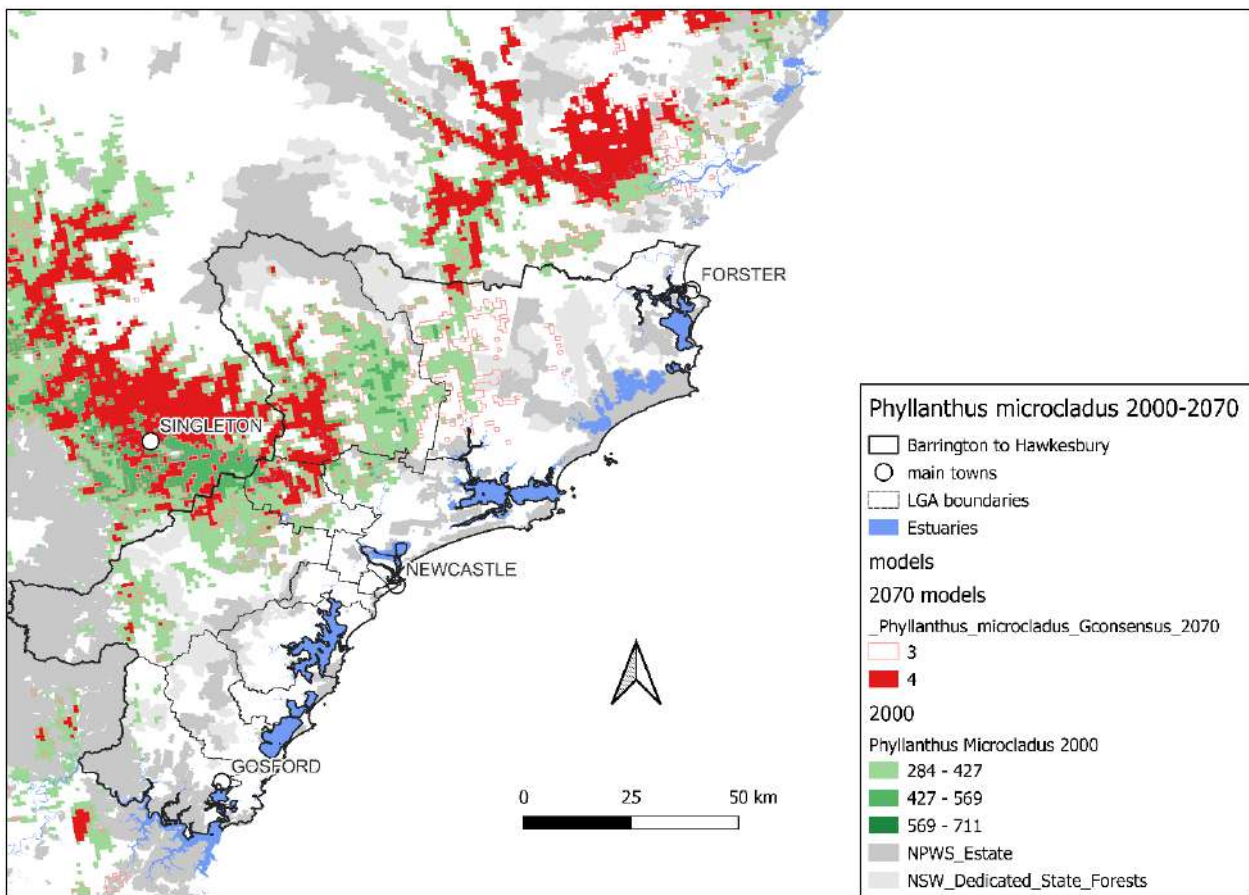 FORSTER
SINGLETON
NEWCASTLE
GOSFORD
0 25 50 km
Phyllanthus microcladus 2000-2070
Barrington to Hawkesbury
main towns
LGA boundaries
Estuaries
models
2070 models
_Phyllanthus_microcladus_Gconsensus_2070
3
4
2000
Phyllanthus Microcladus 2000
284 - 427
427 - 569
569 - 711
NPWS_Estate
NSW_Dedicated_State_Forests